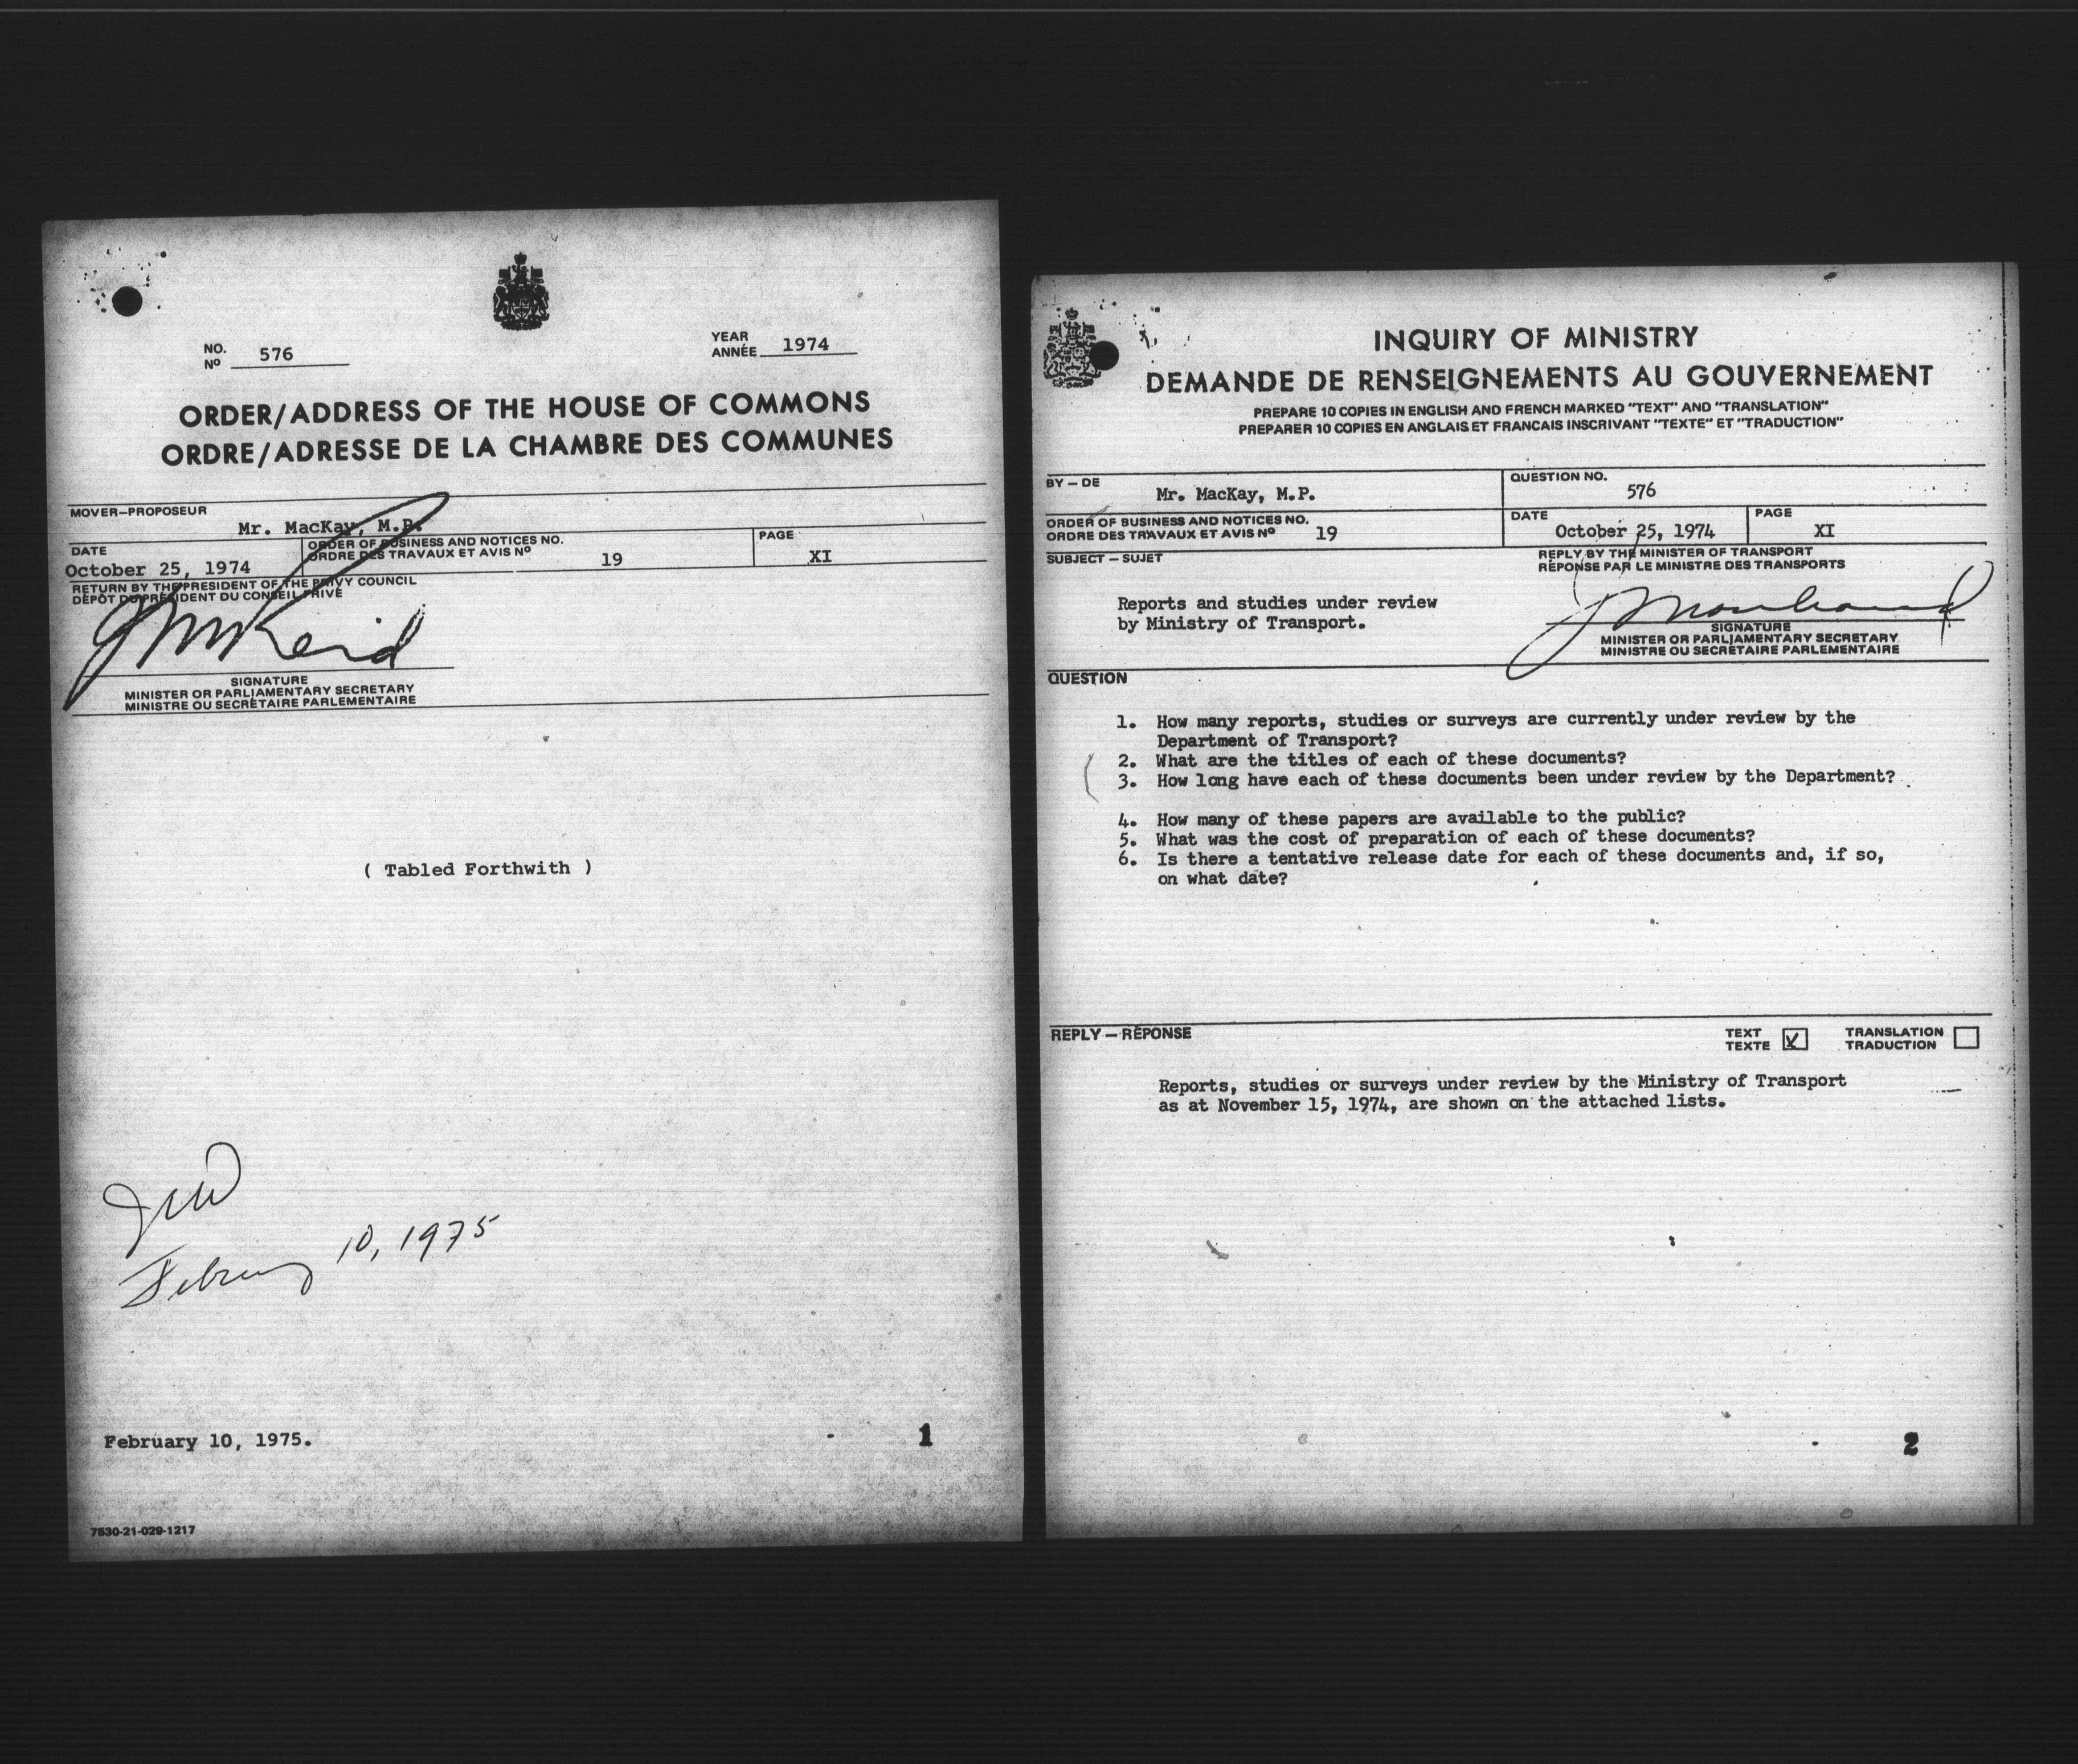 NO.
Nº 576
YEAR
ANNÉE 1974
ORDER/ADDRESS OF THE HOUSE OF COMMONS
ORDRE/ADRESSE DE LA CHAMBRE DES COMMUNES
MOVER–PROPOSEUR
Mr. MacKay, M.P.
DATE
October 25, 1974
ORDER OF BUSINESS AND NOTICES NO.
ORDRE DES TRAVAUX ET AVIS Nº 19
PAGE
XI
RETURN BY THE PRESIDENT OF THE PRIVY COUNCIL
DÉPÔT DU PRÉSIDENT DU CONSEIL PRIVÉ
SIGNATURE
MINISTER OR PARLIAMENTARY SECRETARY
MINISTRE OU SECRÉTAIRE PARLEMENTAIRE
( Tabled Forthwith )
February 10, 1975
February 10, 1975.
1
7530-21-029-1217
INQUIRY OF MINISTRY
DEMANDE DE RENSEIGNEMENTS AU GOUVERNEMENT
PREPARE 10 COPIES IN ENGLISH AND FRENCH MARKED "TEXT" AND "TRANSLATION"
PREPARER 10 COPIES EN ANGLAIS ET FRANCAIS INSCRIVANT "TEXTE" ET "TRADUCTION"
BY – DE
Mr. MacKay, M.P.
QUESTION NO.
576
ORDER OF BUSINESS AND NOTICES NO.
ORDRE DES TRAVAUX ET AVIS Nº 19
DATE
October 25, 1974
PAGE
XI
SUBJECT – SUJET
Reports and studies under review
by Ministry of Transport.
REPLY BY THE MINISTER OF TRANSPORT
RÉPONSE PAR LE MINISTRE DES TRANSPORTS
SIGNATURE
MINISTER OR PARLIAMENTARY SECRETARY
MINISTRE OU SECRÉTAIRE PARLEMENTAIRE
QUESTION
1. How many reports, studies or surveys are currently under review by the
Department of Transport?
2. What are the titles of each of these documents?
3. How long have each of these documents been under review by the Department?
4. How many of these papers are available to the public?
5. What was the cost of preparation of each of these documents?
6. Is there a tentative release date for each of these documents and, if so,
on what date?
REPLY – RÉPONSE
TEXT
TEXTE
TRANSLATION
TRADUCTION
Reports, studies or surveys under review by the Ministry of Transport
as at November 15, 1974, are shown on the attached lists.
2